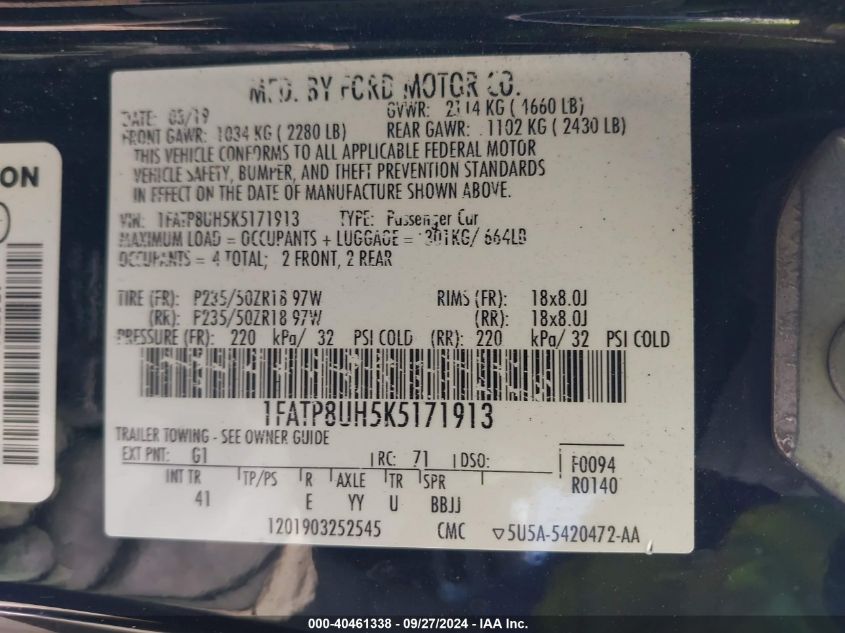 MFD. BY FORD MOTOR CO.
DATE: 03/19 GVWR: 2114 KG ( 4660 LB)
FRONT GAWR: 1034 KG ( 2280 LB) REAR GAWR: 1102 KG ( 2430 LB)
THIS VEHICLE CONFORMS TO ALL APPLICABLE FEDERAL MOTOR
VEHICLE SAFETY, BUMPER, AND THEFT PREVENTION STANDARDS
IN EFFECT ON THE DATE OF MANUFACTURE SHOWN ABOVE.
VIN: 1FATP8UH5K5171913 TYPE: Passenger Car
MAXIMUM LOAD = OCCUPANTS + LUGGAGE = 301KG/ 664LB
OCCUPANTS = 4 TOTAL; 2 FRONT, 2 REAR
TIRE (FR): P235/50ZR18 97W RIMS (FR): 18x8.0J
(RR): P235/50ZR18 97W (RR): 18x8.0J
PRESSURE (FR): 220 kPa/ 32 PSI COLD (RR): 220 kPa/ 32 PSI COLD
1FATP8UH5K5171913
TRAILER TOWING - SEE OWNER GUIDE
EXT PNT: G1 RC: 71 DSO: F0094
INT TR TP/PS R AXLE TR SPR R0140
41 E YY U BBJJ
1201903252545 CMC ▽5U5A-5420472-AA
ON
000-40461338 - 09/27/2024 - IAA Inc.